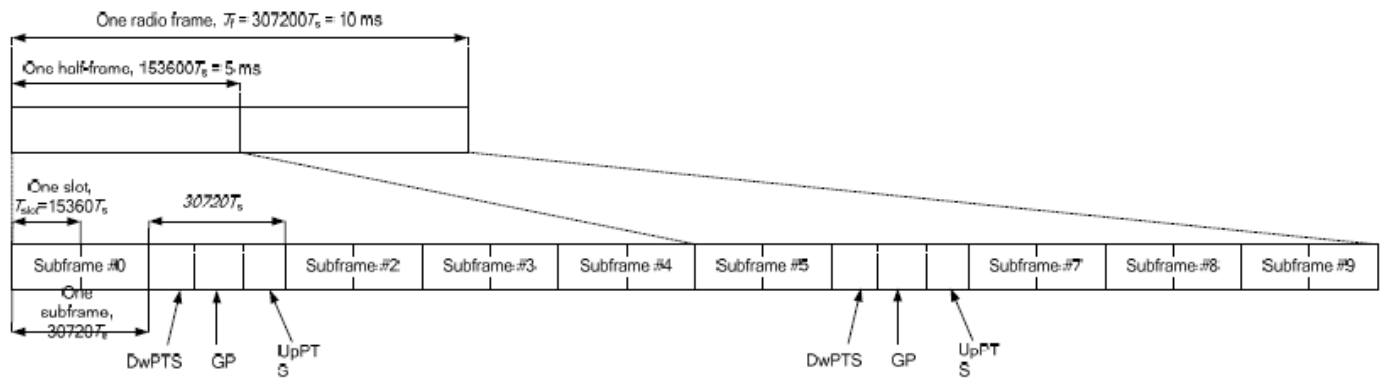 One radio frame, Tf = 307200Ts = 10 ms
One half-frame, 153600Ts = 5 ms
One slot,
Tslot=15360Ts
30720Ts
Subframe #0
Subframe #2
Subframe #3
Subframe #4
Subframe #5
Subframe #7
Subframe #8
Subframe #9
One
subframe,
30720Ts
DwPTS
GP
UpPT
S
DwPTS
GP
UpPT
S